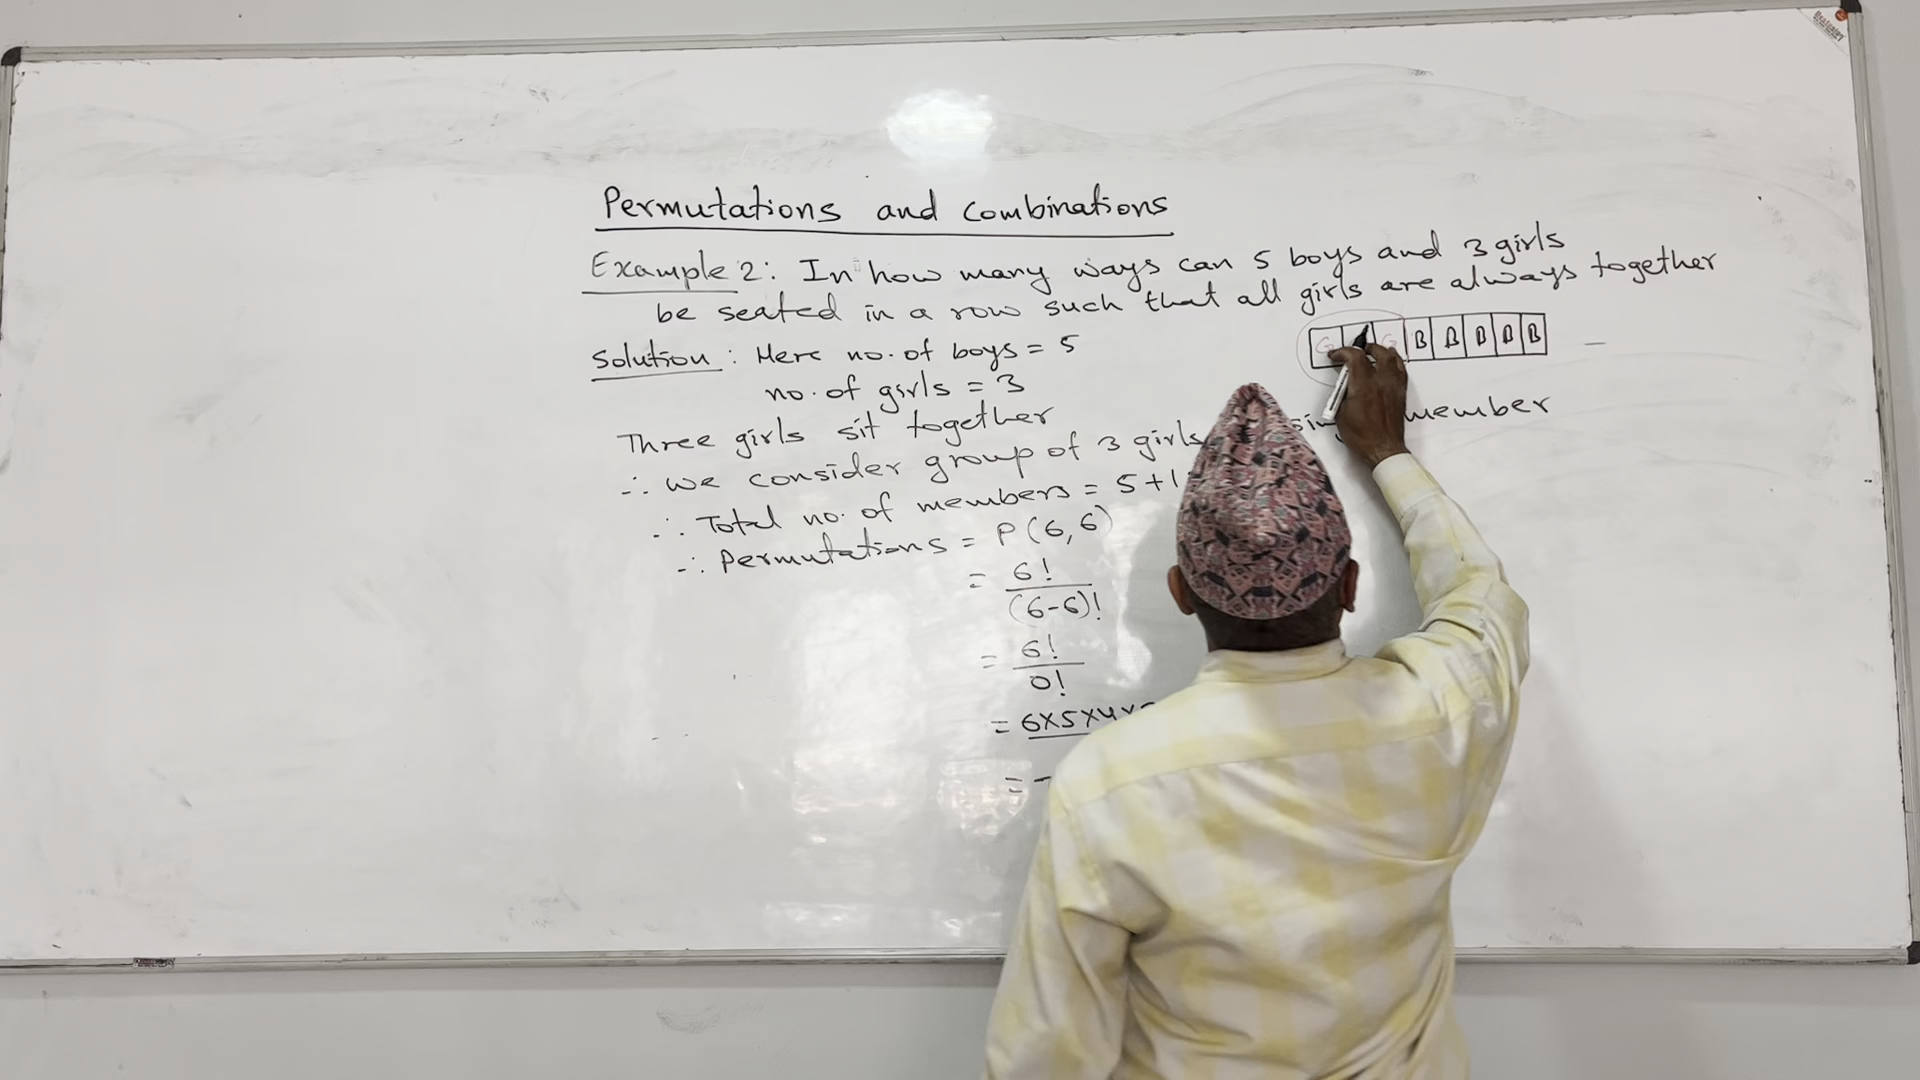 Permutations and combinations
Example 2: In how many ways can 5 boys and 3 girls
be seated in a row such that all girls are always together
G G B B B B B
Solution: Here no. of boys = 5
no. of girls = 3
Three girls sit together
∴ we consider group of 3 girls member
∴ Total no. of members = 5+1
∴ Permutations = P(6,6)
= 6!
(6-6)!
= 6!
0!
= 6×5×4×
=